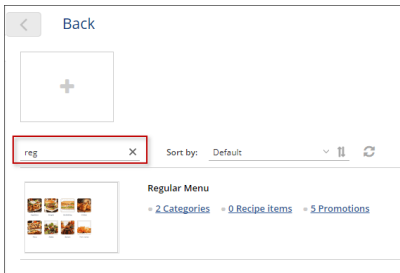 Back
reg
Sort by: Default
Regular Menu
2 Categories 0 Recipe items 5 Promotions